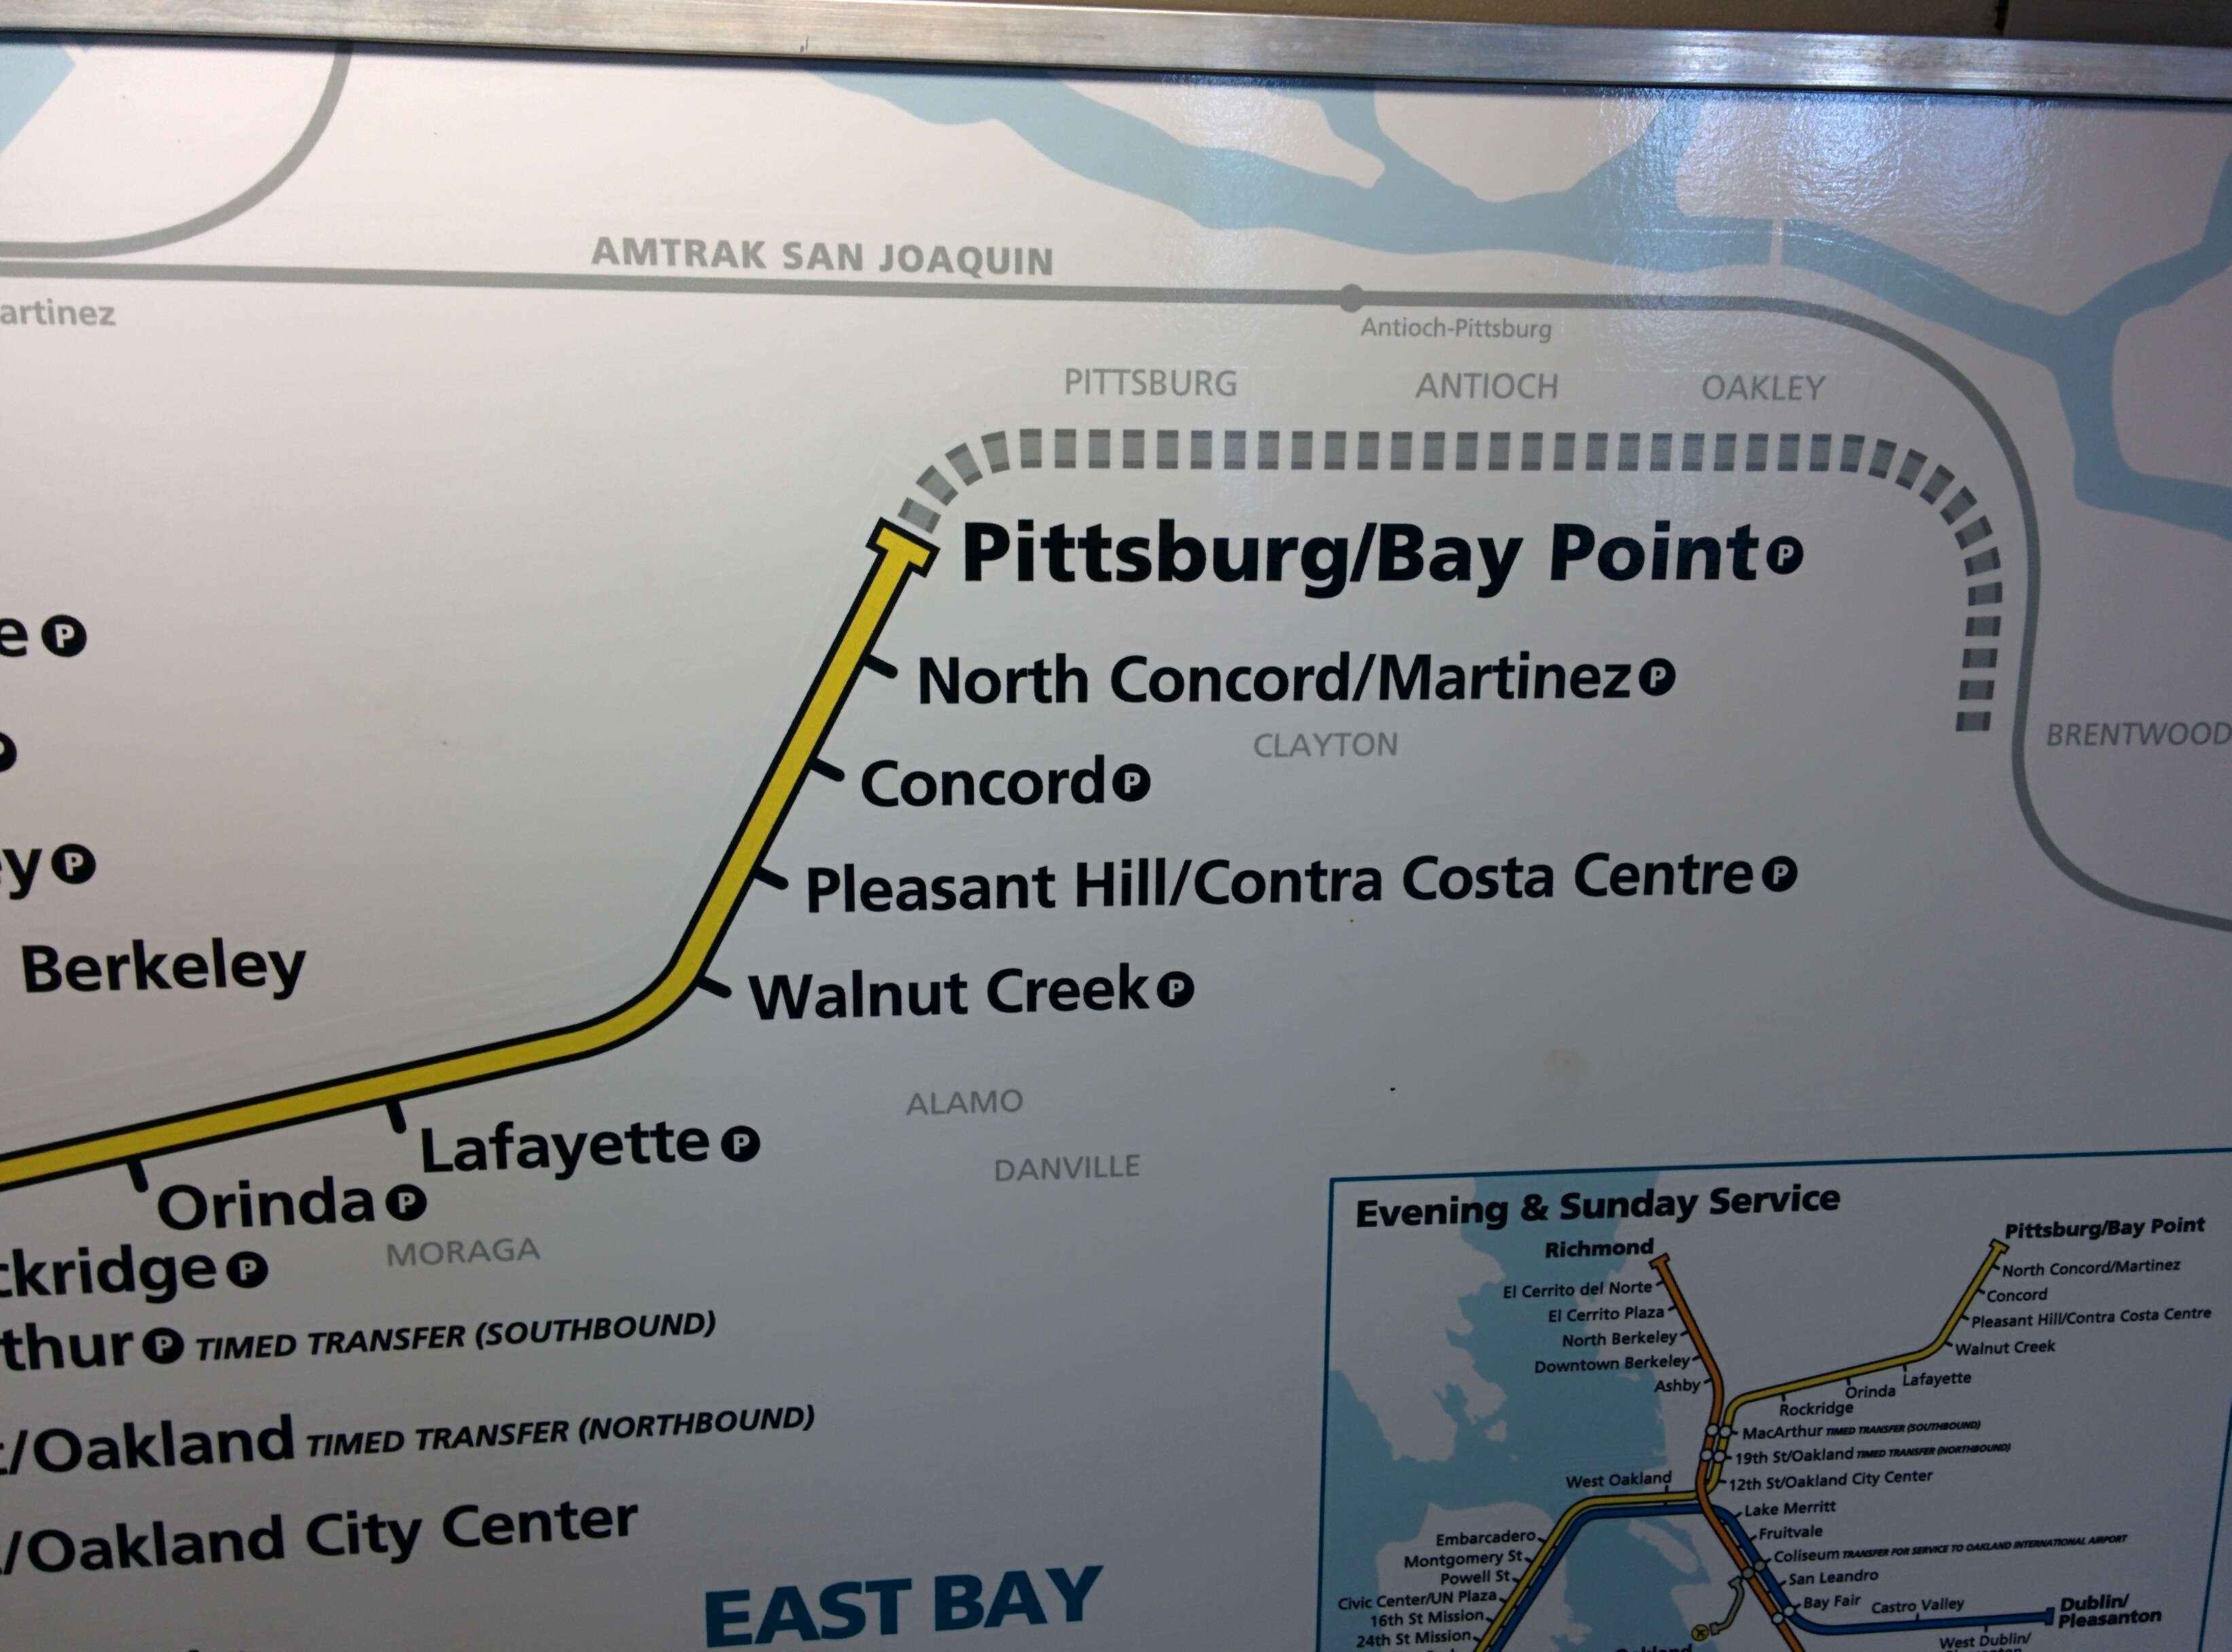 AMTRAK SAN JOAQUIN
artinez
Antioch-Pittsburg
PITTSBURG
ANTIOCH
OAKLEY
Pittsburg/Bay Point P
e P
North Concord/Martinez P
BRENTWOOD
CLAYTON
Concord P
y P
Pleasant Hill/Contra Costa Centre P
Berkeley
Walnut Creek P
ALAMO
Lafayette P
DANVILLE
Orinda P
MORAGA
ckridge P
thur P TIMED TRANSFER (SOUTHBOUND)
t/Oakland TIMED TRANSFER (NORTHBOUND)
/Oakland City Center
EAST BAY
Evening & Sunday Service
Richmond
El Cerrito del Norte
El Cerrito Plaza
North Berkeley
Downtown Berkeley
Ashby
Pittsburg/Bay Point
North Concord/Martinez
Concord
Pleasant Hill/Contra Costa Centre
Walnut Creek
Lafayette
Orinda
Rockridge
MacArthur TIMED TRANSFER (SOUTHBOUND)
19th St/Oakland TIMED TRANSFER (NORTHBOUND)
12th St/Oakland City Center
West Oakland
Lake Merritt
Fruitvale
Coliseum TRANSFER FOR SERVICE TO OAKLAND INTERNATIONAL AIRPORT
San Leandro
Bay Fair
Castro Valley
Dublin/
Pleasanton
West Dublin/
Embarcadero
Montgomery St
Powell St
Civic Center/UN Plaza
16th St Mission
24th St Mission